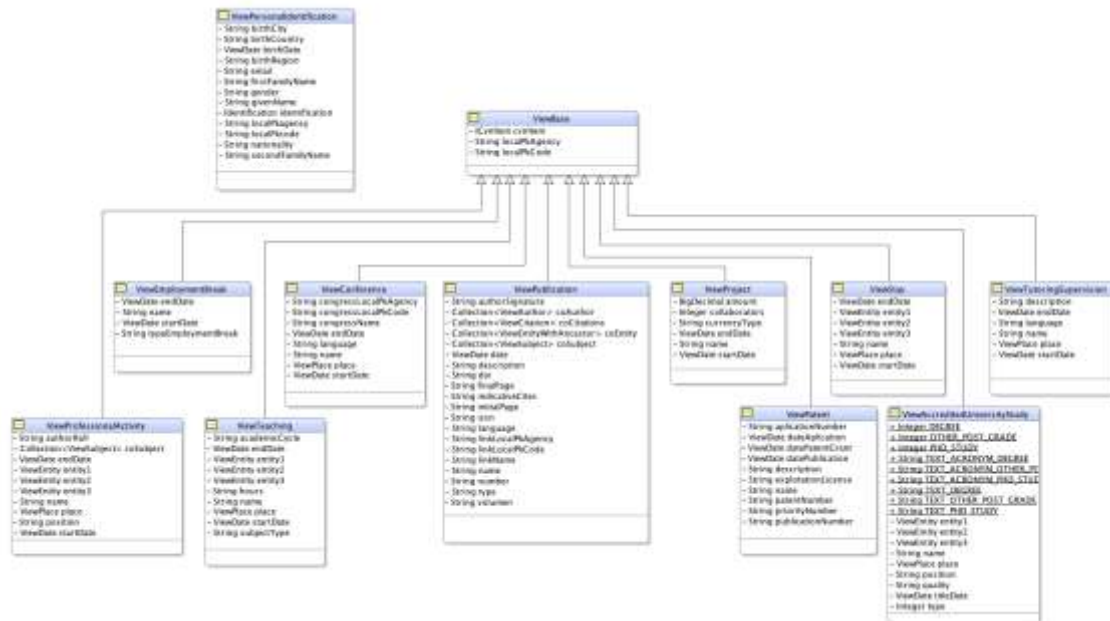 ViewPersonalIdentification
- String birthCity
- String birthCountry
- ViewDate birthDate
- String birthRegion
- String email
- String firstFamilyName
- String gender
- String givenName
- Identification identification
- String localPkagency
- String localPkcode
- String nationality
- String secondFamilyName
ViewBase
- ICvnItem cvnItem
- String localPkAgency
- String localPkCode
ViewEmploymentBreak
- ViewDate endDate
- String name
- ViewDate startDate
- String typeEmploymentBreak
ViewConference
- String congressLocalPkAgency
- String congressLocalPkCode
- String congressName
- ViewDate endDate
- String language
- String name
- ViewPlace place
- ViewDate startDate
ViewPublication
- String authorSignature
- Collection<ViewAuthor> colAuthor
- Collection<ViewCitation> colCitations
- Collection<ViewEntityWithAncestor> colEntity
- Collection<ViewSubject> colSubject
- ViewDate date
- String description
- String doi
- String finalPage
- String indicativeCites
- String initialPage
- String issn
- String language
- String linkLocalPkAgency
- String linkLocalPkCode
- String linkName
- String name
- String number
- String type
- String volumen
ViewProject
- BigDecimal amount
- Integer collaborators
- String currencyType
- ViewDate endDate
- String name
- ViewDate startDate
- ViewDate endDate
- ViewEntity entity1
- ViewEntity entity2
- ViewEntity entity3
- String name
- ViewPlace place
- ViewDate startDate
ViewTutoringSupervision
- String description
- ViewDate endDate
- String language
- String name
- ViewPlace place
- ViewDate startDate
ViewProfessionalActivity
- String authorRoll
- Collection<ViewSubject> colSubject
- ViewDate endDate
- ViewEntity entity1
- ViewEntity entity2
- ViewEntity entity3
- String name
- ViewPlace place
- String position
- ViewDate startDate
ViewTeaching
- String academicCycle
- ViewDate endDate
- ViewEntity entity1
- ViewEntity entity2
- ViewEntity entity3
- String hours
- String name
- ViewPlace place
- ViewDate startDate
- String subjectType
ViewPatent
- String aplicationNumber
- ViewDate dateAplication
- ViewDate datePatentGrant
- ViewDate datePublication
- String description
- String explotationLicense
- String name
- String patentNumber
- String priorityNumber
- String publicationNumber
ViewAccreditedUniversityStudy
+ Integer DEGREE
+ Integer OTHER_POST_GRADE
+ Integer PHD_STUDY
+ String TEXT_ACRONYM_DEGREE
+ String TEXT_ACRONYM_OTHER_PO
+ String TEXT_ACRONYM_PHD_STUD
+ String TEXT_DEGREE
+ String TEXT_OTHER_POST_GRADE
+ String TEXT_PHD_STUDY
- ViewEntity entity1
- ViewEntity entity2
- ViewEntity entity3
- String name
- ViewPlace place
- String position
- String quality
- ViewDate titleDate
- Integer type